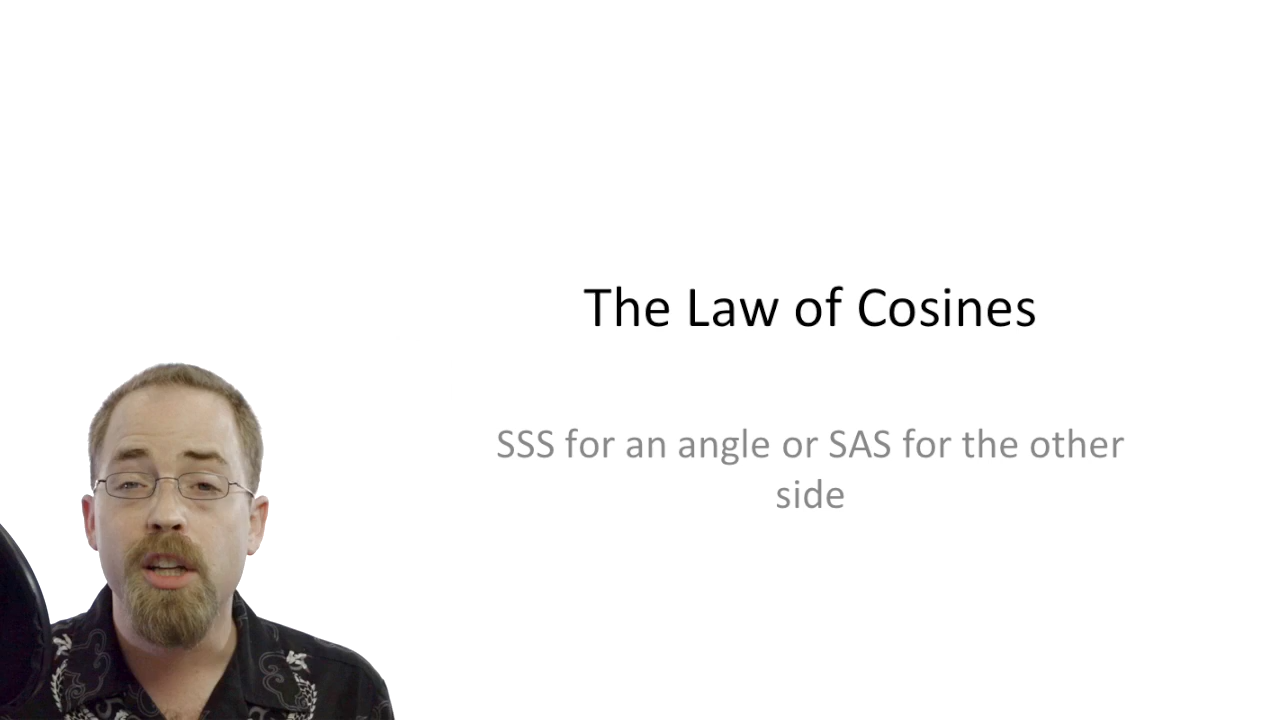 The Law of Cosines
SSS for an angle or SAS for the other
side